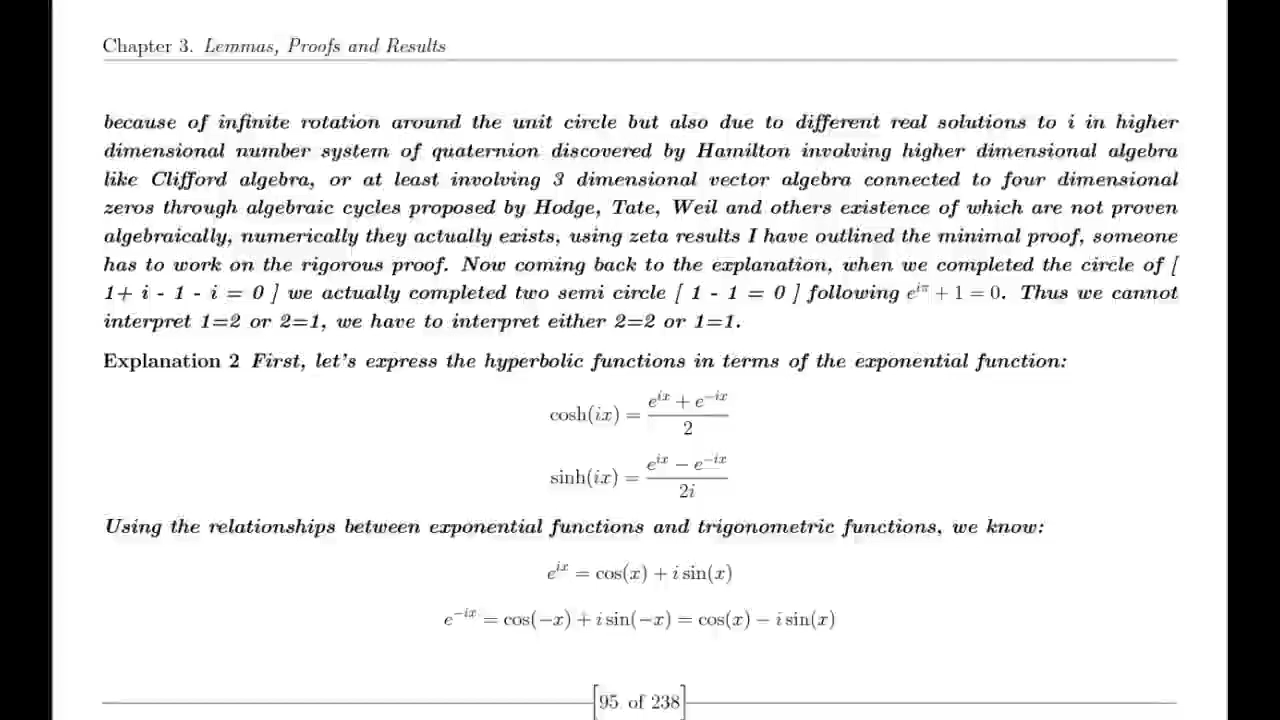 Chapter 3. Lemmas, Proofs and Results
because of infinite rotation around the unit circle but also due to different real solutions to i in higher
dimensional number system of quaternion discovered by Hamilton involving higher dimensional algebra
like Clifford algebra, or at least involving 3 dimensional vector algebra connected to four dimensional
zeros through algebraic cycles proposed by Hodge, Tate, Weil and others existence of which are not proven
algebraically, numerically they actually exists, using zeta results I have outlined the minimal proof, someone
has to work on the rigorous proof. Now coming back to the explanation, when we completed the circle of [
1+ i - 1 - i = 0 ] we actually completed two semi circle [ 1 - 1 = 0 ] following e^{iπ} + 1 = 0. Thus we cannot
interpret 1=2 or 2=1, we have to interpret either 2=2 or 1=1.
Explanation 2 First, let's express the hyperbolic functions in terms of the exponential function:
cosh(ix) = \frac{e^{ix} + e^{-ix}}{2}
sinh(ix) = \frac{e^{ix} - e^{-ix}}{2i}
Using the relationships between exponential functions and trigonometric functions, we know:
e^{ix} = cos(x) + i sin(x)
e^{-ix} = cos(−x) + i sin(−x) = cos(x) − i sin(x)
[95 of 238]